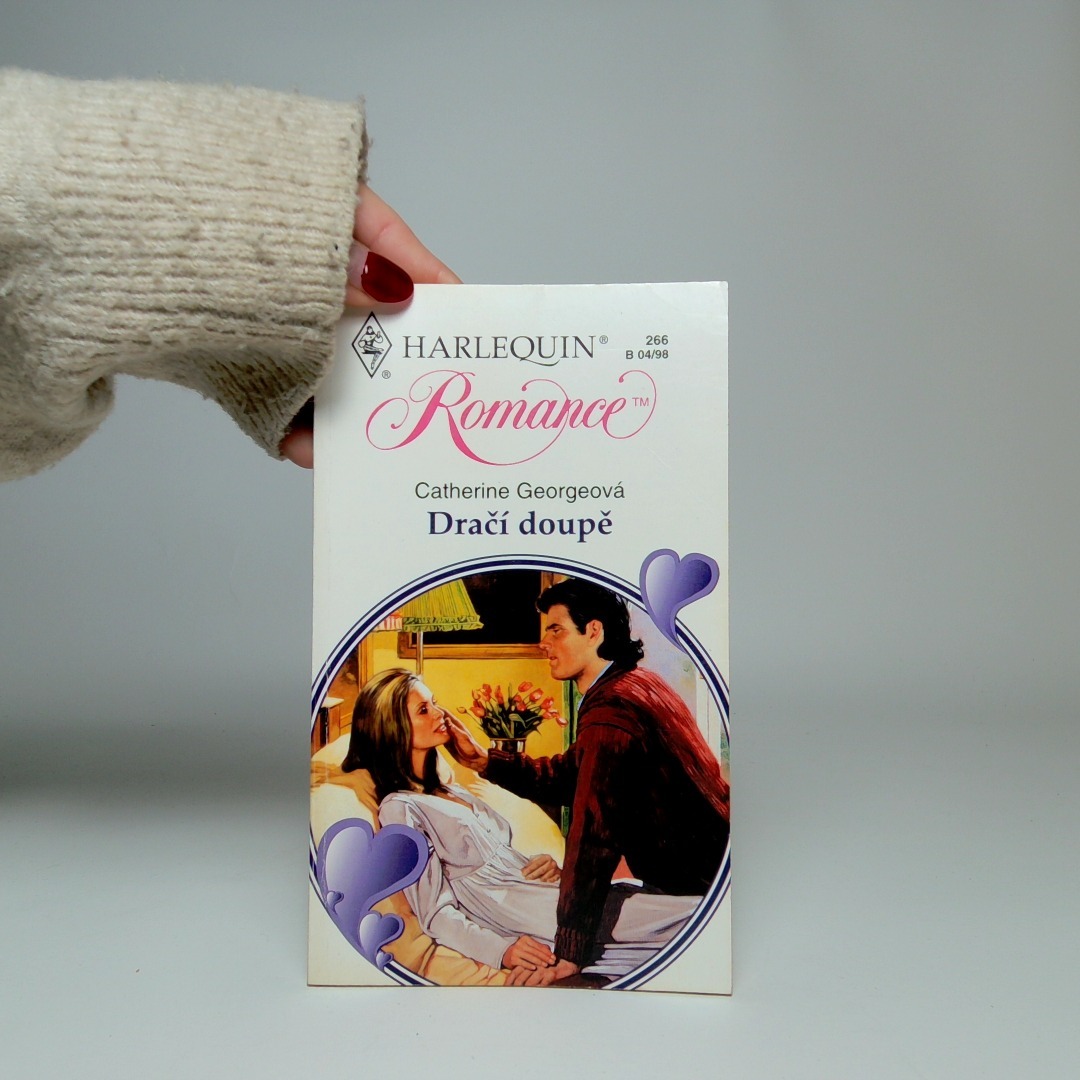 HARLEQUIN®
266
B 04/98
®
Romance™
Catherine Georgeová
Dračí doupě